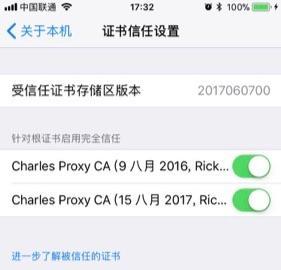 中国联通 17:32 100%
关于本机 证书信任设置
受信任证书存储区版本 2017060700
针对根证书启用完全信任
Charles Proxy CA (9 八月 2016, Rick...
Charles Proxy CA (15 八月 2017, Ric...
进一步了解被信任的证书